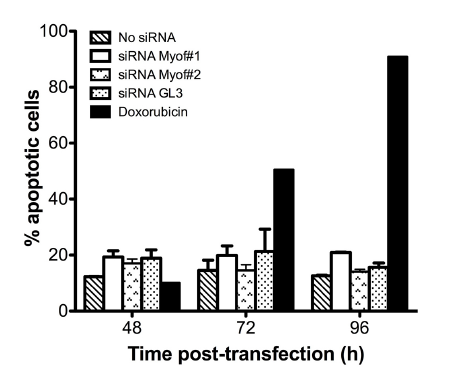 No siRNA
siRNA Myof#1
siRNA Myof#2
siRNA GL3
Doxorubicin
% apoptotic cells
100
80
60
40
20
0
48 72 96
Time post-transfection (h)